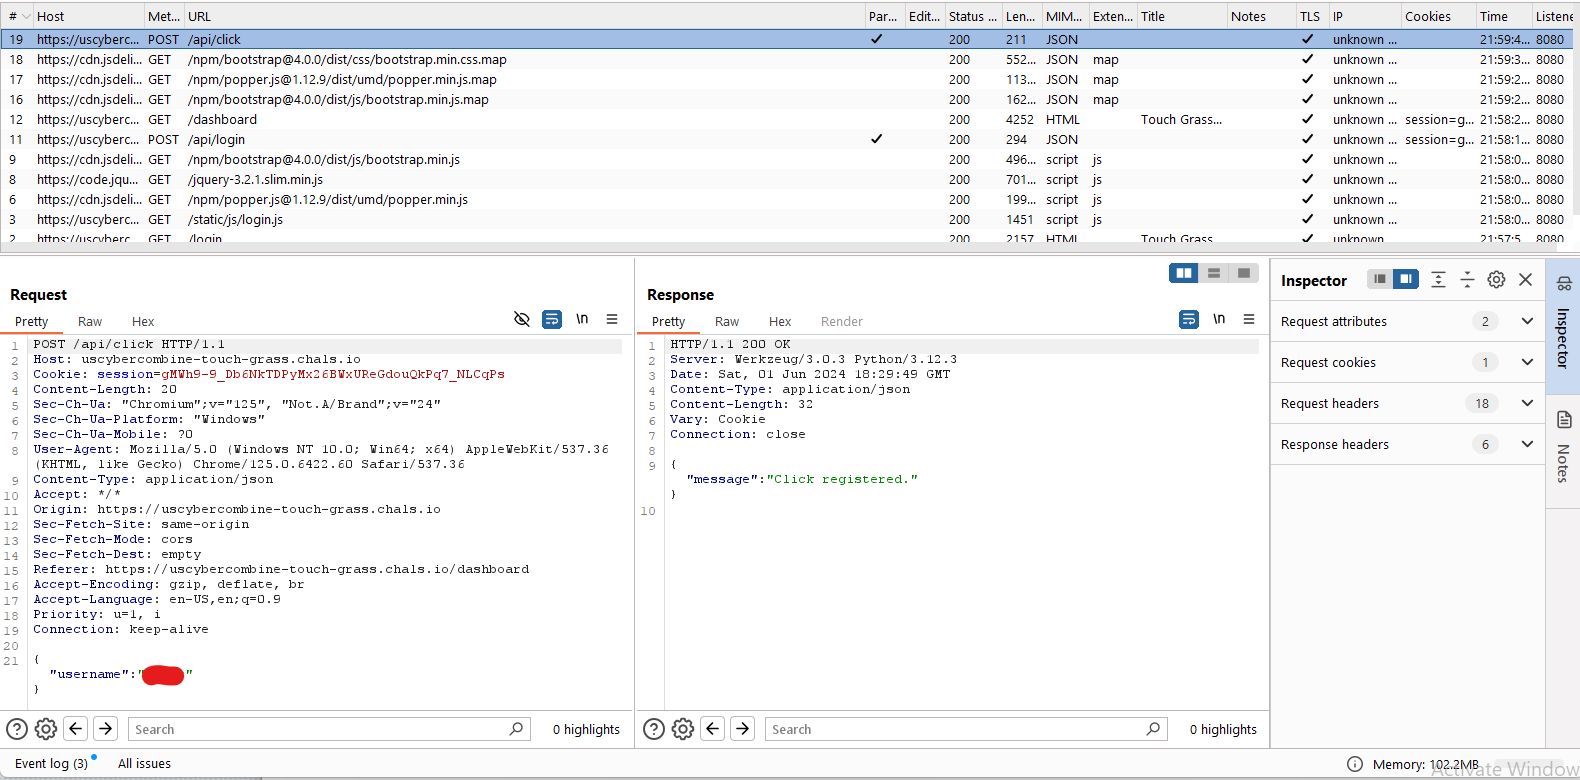 # Host Met... URL Par... Edit... Status ... Len... MIM... Exten... Title Notes TLS IP Cookies Time Listene
19 https://uscyberc... POST /api/click ✓ 200 211 JSON ✓ unknown ... 21:59:4... 8080
18 https://cdn.jsdeli... GET /npm/bootstrap@4.0.0/dist/css/bootstrap.min.css.map 200 552... JSON map ✓ unknown ... 21:59:3... 8080
17 https://cdn.jsdeli... GET /npm/popper.js@1.12.9/dist/umd/popper.min.js.map 200 113... JSON map ✓ unknown ... 21:59:2... 8080
16 https://cdn.jsdeli... GET /npm/bootstrap@4.0.0/dist/js/bootstrap.min.js.map 200 162... JSON map ✓ unknown ... 21:59:2... 8080
12 https://uscyberc... GET /dashboard 200 4252 HTML Touch Grass... ✓ unknown ... session=g... 21:58:2... 8080
11 https://uscyberc... POST /api/login ✓ 200 294 JSON ✓ unknown ... session=g... 21:58:1... 8080
9 https://cdn.jsdeli... GET /npm/bootstrap@4.0.0/dist/js/bootstrap.min.js 200 496... script js ✓ unknown ... 21:58:0... 8080
8 https://code.jqu... GET /jquery-3.2.1.slim.min.js 200 701... script js ✓ unknown ... 21:58:0... 8080
6 https://cdn.jsdeli... GET /npm/popper.js@1.12.9/dist/umd/popper.min.js 200 199... script js ✓ unknown ... 21:58:0... 8080
3 https://uscyberc... GET /static/js/login.js 200 1451 script js ✓ unknown ... 21:58:0... 8080
2 https://uscyberc... GET /login 200 2157 HTML Touch Grass ✓ unknown 21:57:5... 8080
Request
Pretty Raw Hex \n
1 POST /api/click HTTP/1.1
2 Host: uscybercombine-touch-grass.chals.io
3 Cookie: session=gMWh9-9_Db6NkTDPyMx26BWxUReGdouQkPq7_NLCqPs
4 Content-Length: 20
5 Sec-Ch-Ua: "Chromium";v="125", "Not.A/Brand";v="24"
6 Sec-Ch-Ua-Platform: "Windows"
7 Sec-Ch-Ua-Mobile: ?0
8 User-Agent: Mozilla/5.0 (Windows NT 10.0; Win64; x64) AppleWebKit/537.36
(KHTML, like Gecko) Chrome/125.0.6422.60 Safari/537.36
9 Content-Type: application/json
10 Accept: */*
11 Origin: https://uscybercombine-touch-grass.chals.io
12 Sec-Fetch-Site: same-origin
13 Sec-Fetch-Mode: cors
14 Sec-Fetch-Dest: empty
15 Referer: https://uscybercombine-touch-grass.chals.io/dashboard
16 Accept-Encoding: gzip, deflate, br
17 Accept-Language: en-US,en;q=0.9
18 Priority: u=1, i
19 Connection: keep-alive
20
21 {
"username":" "
}
Search 0 highlights
Response
Pretty Raw Hex Render \n
1 HTTP/1.1 200 OK
2 Server: Werkzeug/3.0.3 Python/3.12.3
3 Date: Sat, 01 Jun 2024 18:29:49 GMT
4 Content-Type: application/json
5 Content-Length: 32
6 Vary: Cookie
7 Connection: close
8
9 {
"message":"Click registered."
}
10
Search 0 highlights
Inspector
Request attributes 2
Request cookies 1
Request headers 18
Response headers 6
Inspector
Notes
Event log (3) All issues Memory: 102.2MB
Activate Window